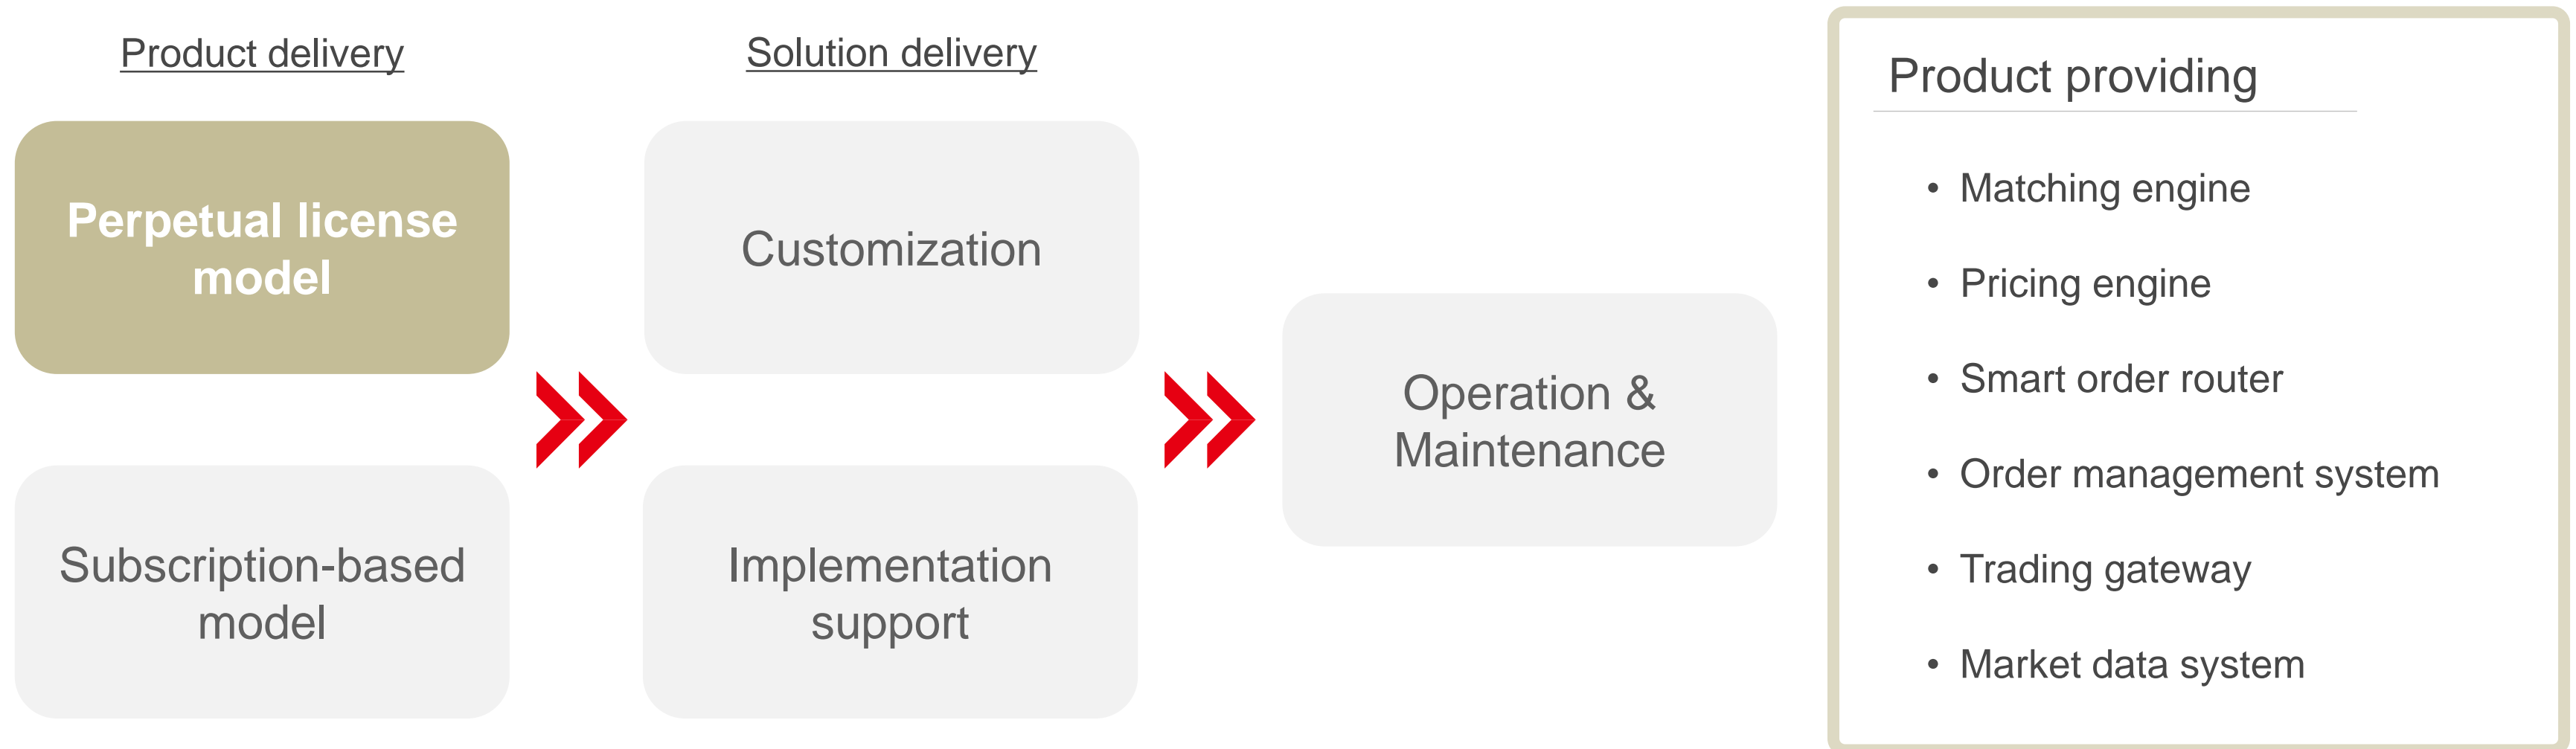 Product delivery
Perpetual license
model
Subscription-based
model
Solution delivery
Customization
Implementation
support
Operation &
Maintenance
Product providing
• Matching engine
• Pricing engine
• Smart order router
• Order management system
• Trading gateway
• Market data system